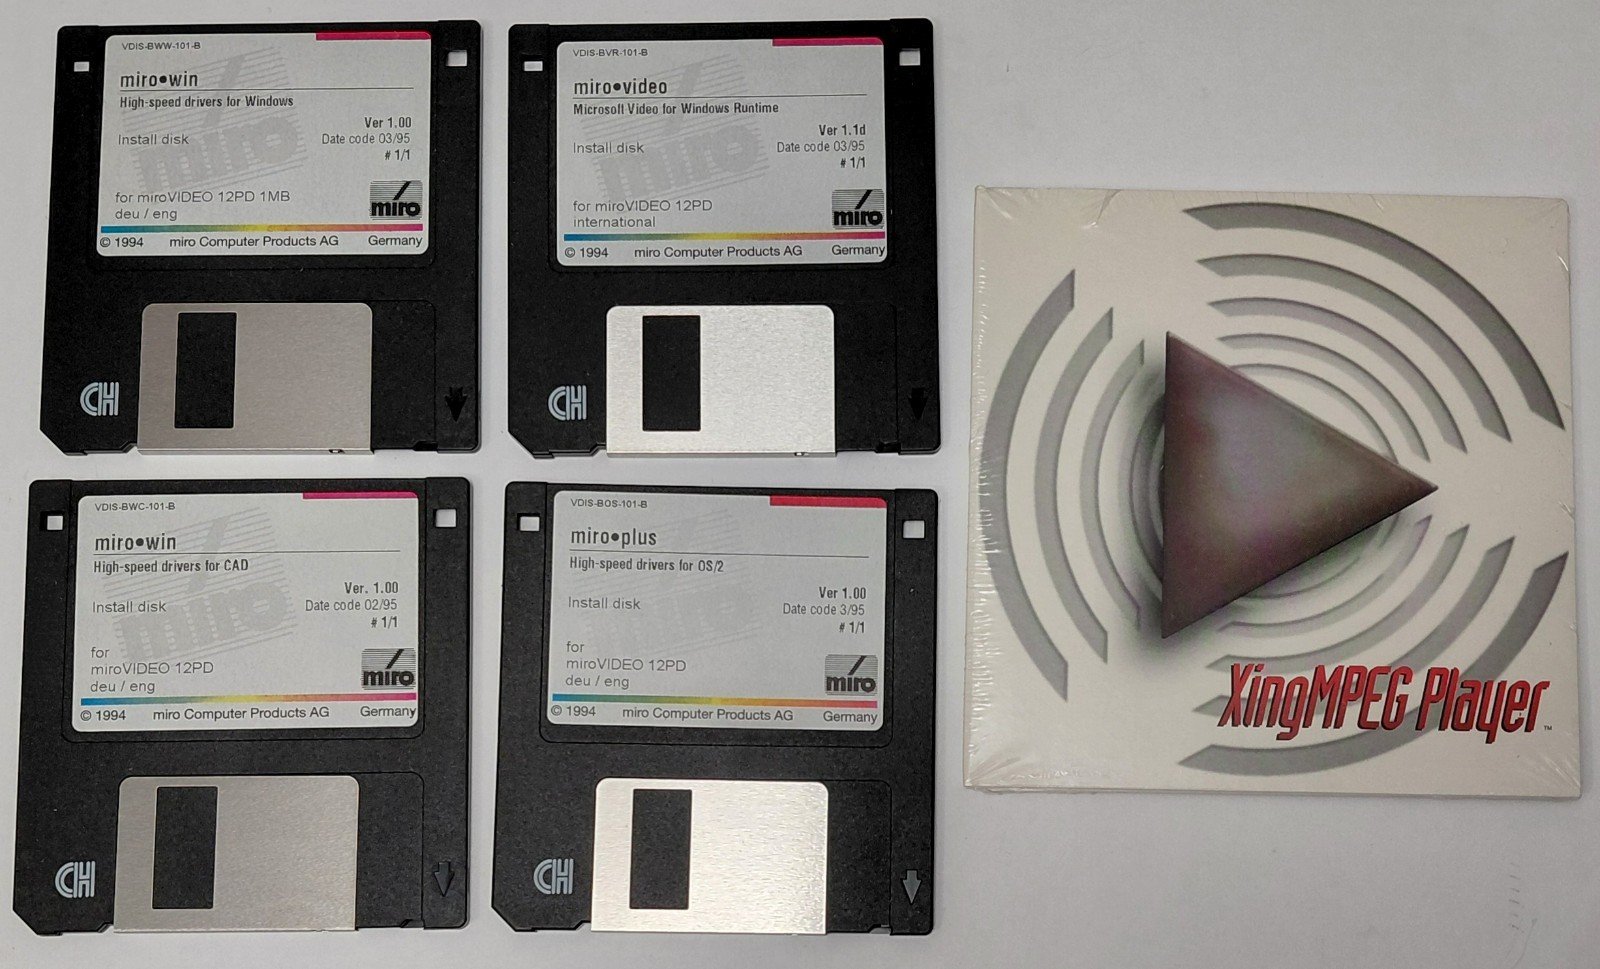 VDIS-BWW-101-B
miro•win
High-speed drivers for Windows
Ver 1.00
Install disk
Date code 03/95
# 1/1
for miroVIDEO 12PD 1MB
deu / eng
miro
© 1994 miro Computer Products AG Germany
CH
VDIS-BVR-101-B
miro•video
Microsoft Video for Windows Runtime
Ver 1.1d
Install disk
Date code 03/95
# 1/1
for miroVIDEO 12PD
international
miro
© 1994 miro Computer Products AG Germany
CH
VDIS-BWC-101-B
miro•win
High-speed drivers for CAD
Ver. 1.00
Install disk
Date code 02/95
# 1/1
for
miroVIDEO 12PD
deu / eng
miro
© 1994 miro Computer Products AG Germany
CH
VDIS-BOS-101-B
miro•plus
High-speed drivers for OS/2
Ver 1.00
Install disk
Date code 3/95
# 1/1
for
miroVIDEO 12PD
deu / eng
miro
© 1994 miro Computer Products AG Germany
CH
XingMPEG Player™